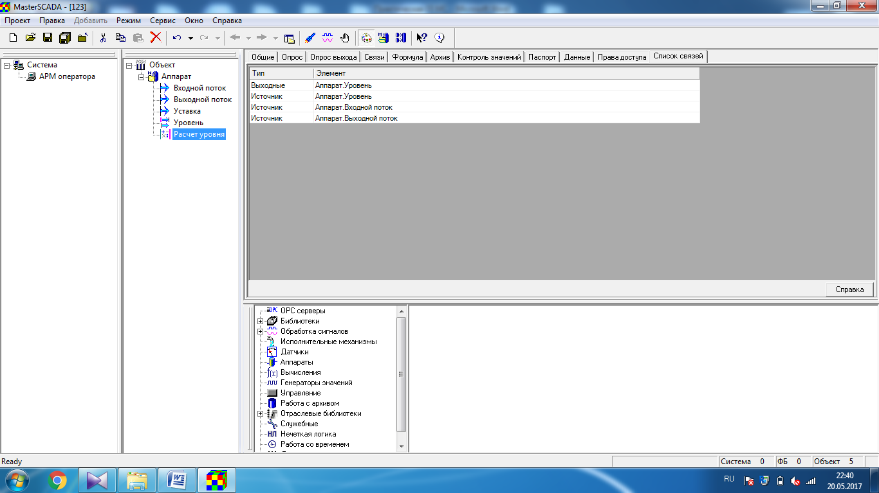 MasterSCADA - [123]
Проект Правка Добавить Режим Сервис Окно Справка
Система
АРМ оператора
Объект
Аппарат
Входной поток
Выходной поток
Уставка
Уровень
Расчет уровня
Общие Опрос Опрос выхода Связи Формула Архив Контроль значений Паспорт Данные Права доступа Список связей
Тип Элемент
Выходные Аппарат.Уровень
Источник Аппарат.Уровень
Источник Аппарат.Входной поток
Источник Аппарат.Выходной поток
Справка
OPC серверы
Библиотеки
Обработка сигналов
Исполнительные механизмы
Датчики
Аппараты
Вычисления
Генераторы значений
Управление
Работа с архивом
Отраслевые библиотеки
Служебные
Нечеткая логика
Работа со временем
Ready
Система 0 ФБ 0 Объект 5
RU
22:40
20.05.2017